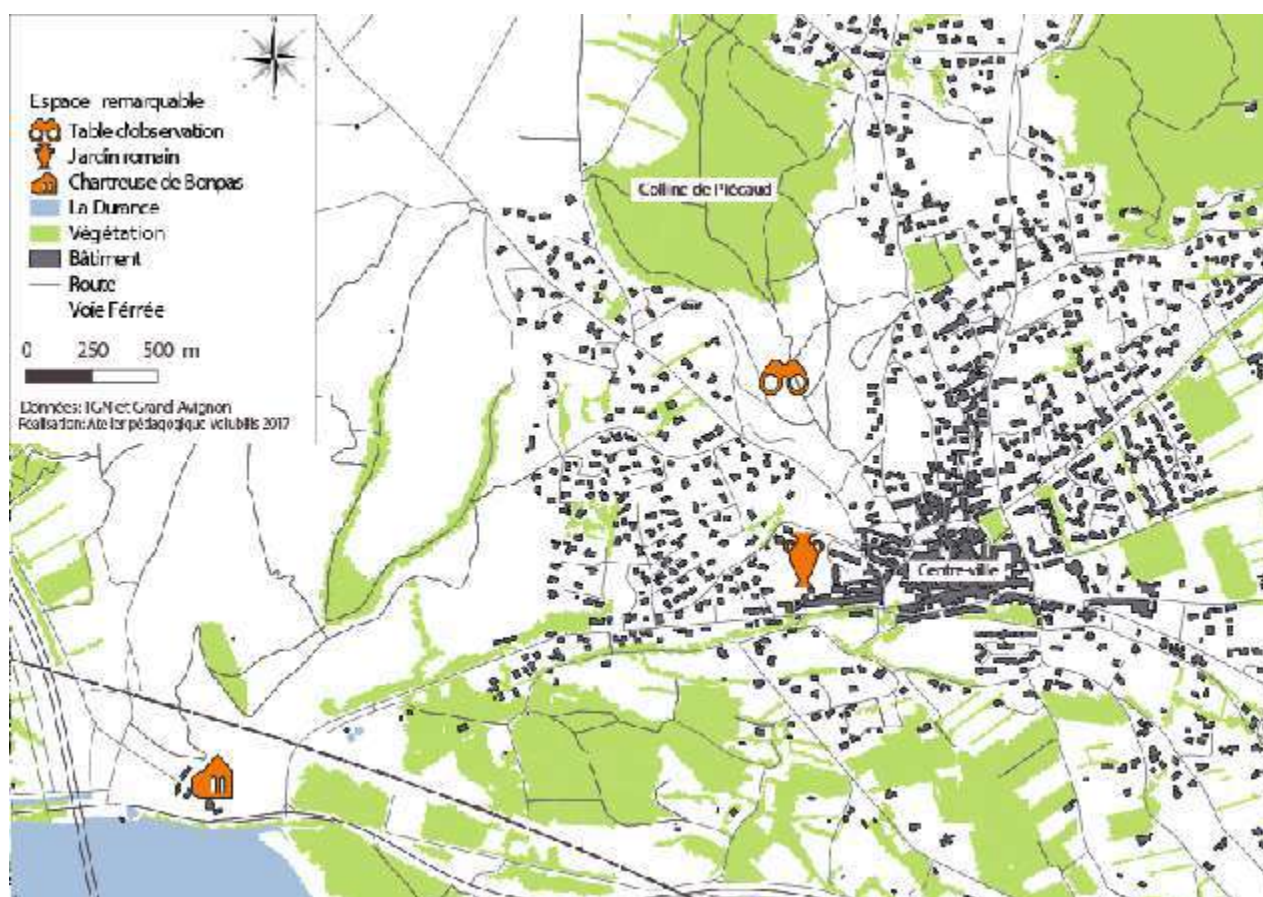 Espace remarquable
Table d'observation
Jardin romain
Chartreuse de Bonpas
La Durance
Végétation
Bâtiment
Route
Voie Férrée
0 250 500 m
Données: IGN et Grand Avignon
Réalisation: Atelier pédagogique Volubilis 2017
Colline de Piécaud
Centre-ville